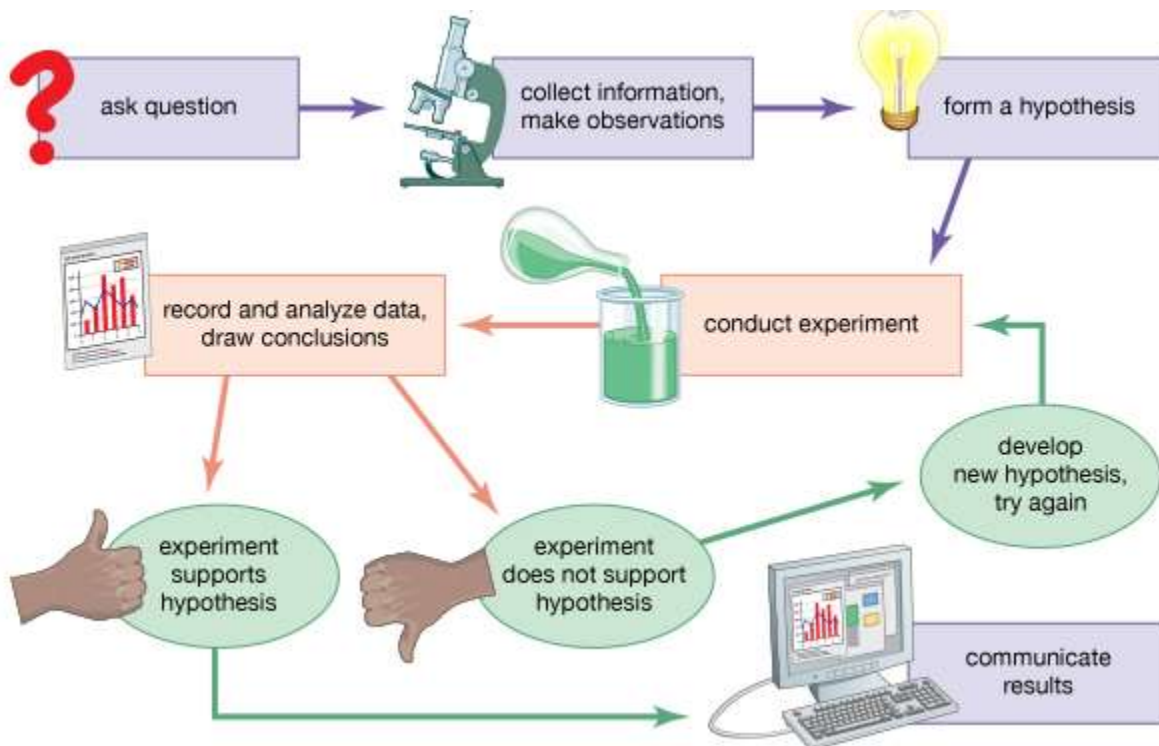 ask question
collect information,
make observations
form a hypothesis
conduct experiment
record and analyze data,
draw conclusions
experiment
supports
hypothesis
experiment
does not support
hypothesis
develop
new hypothesis,
try again
communicate
results